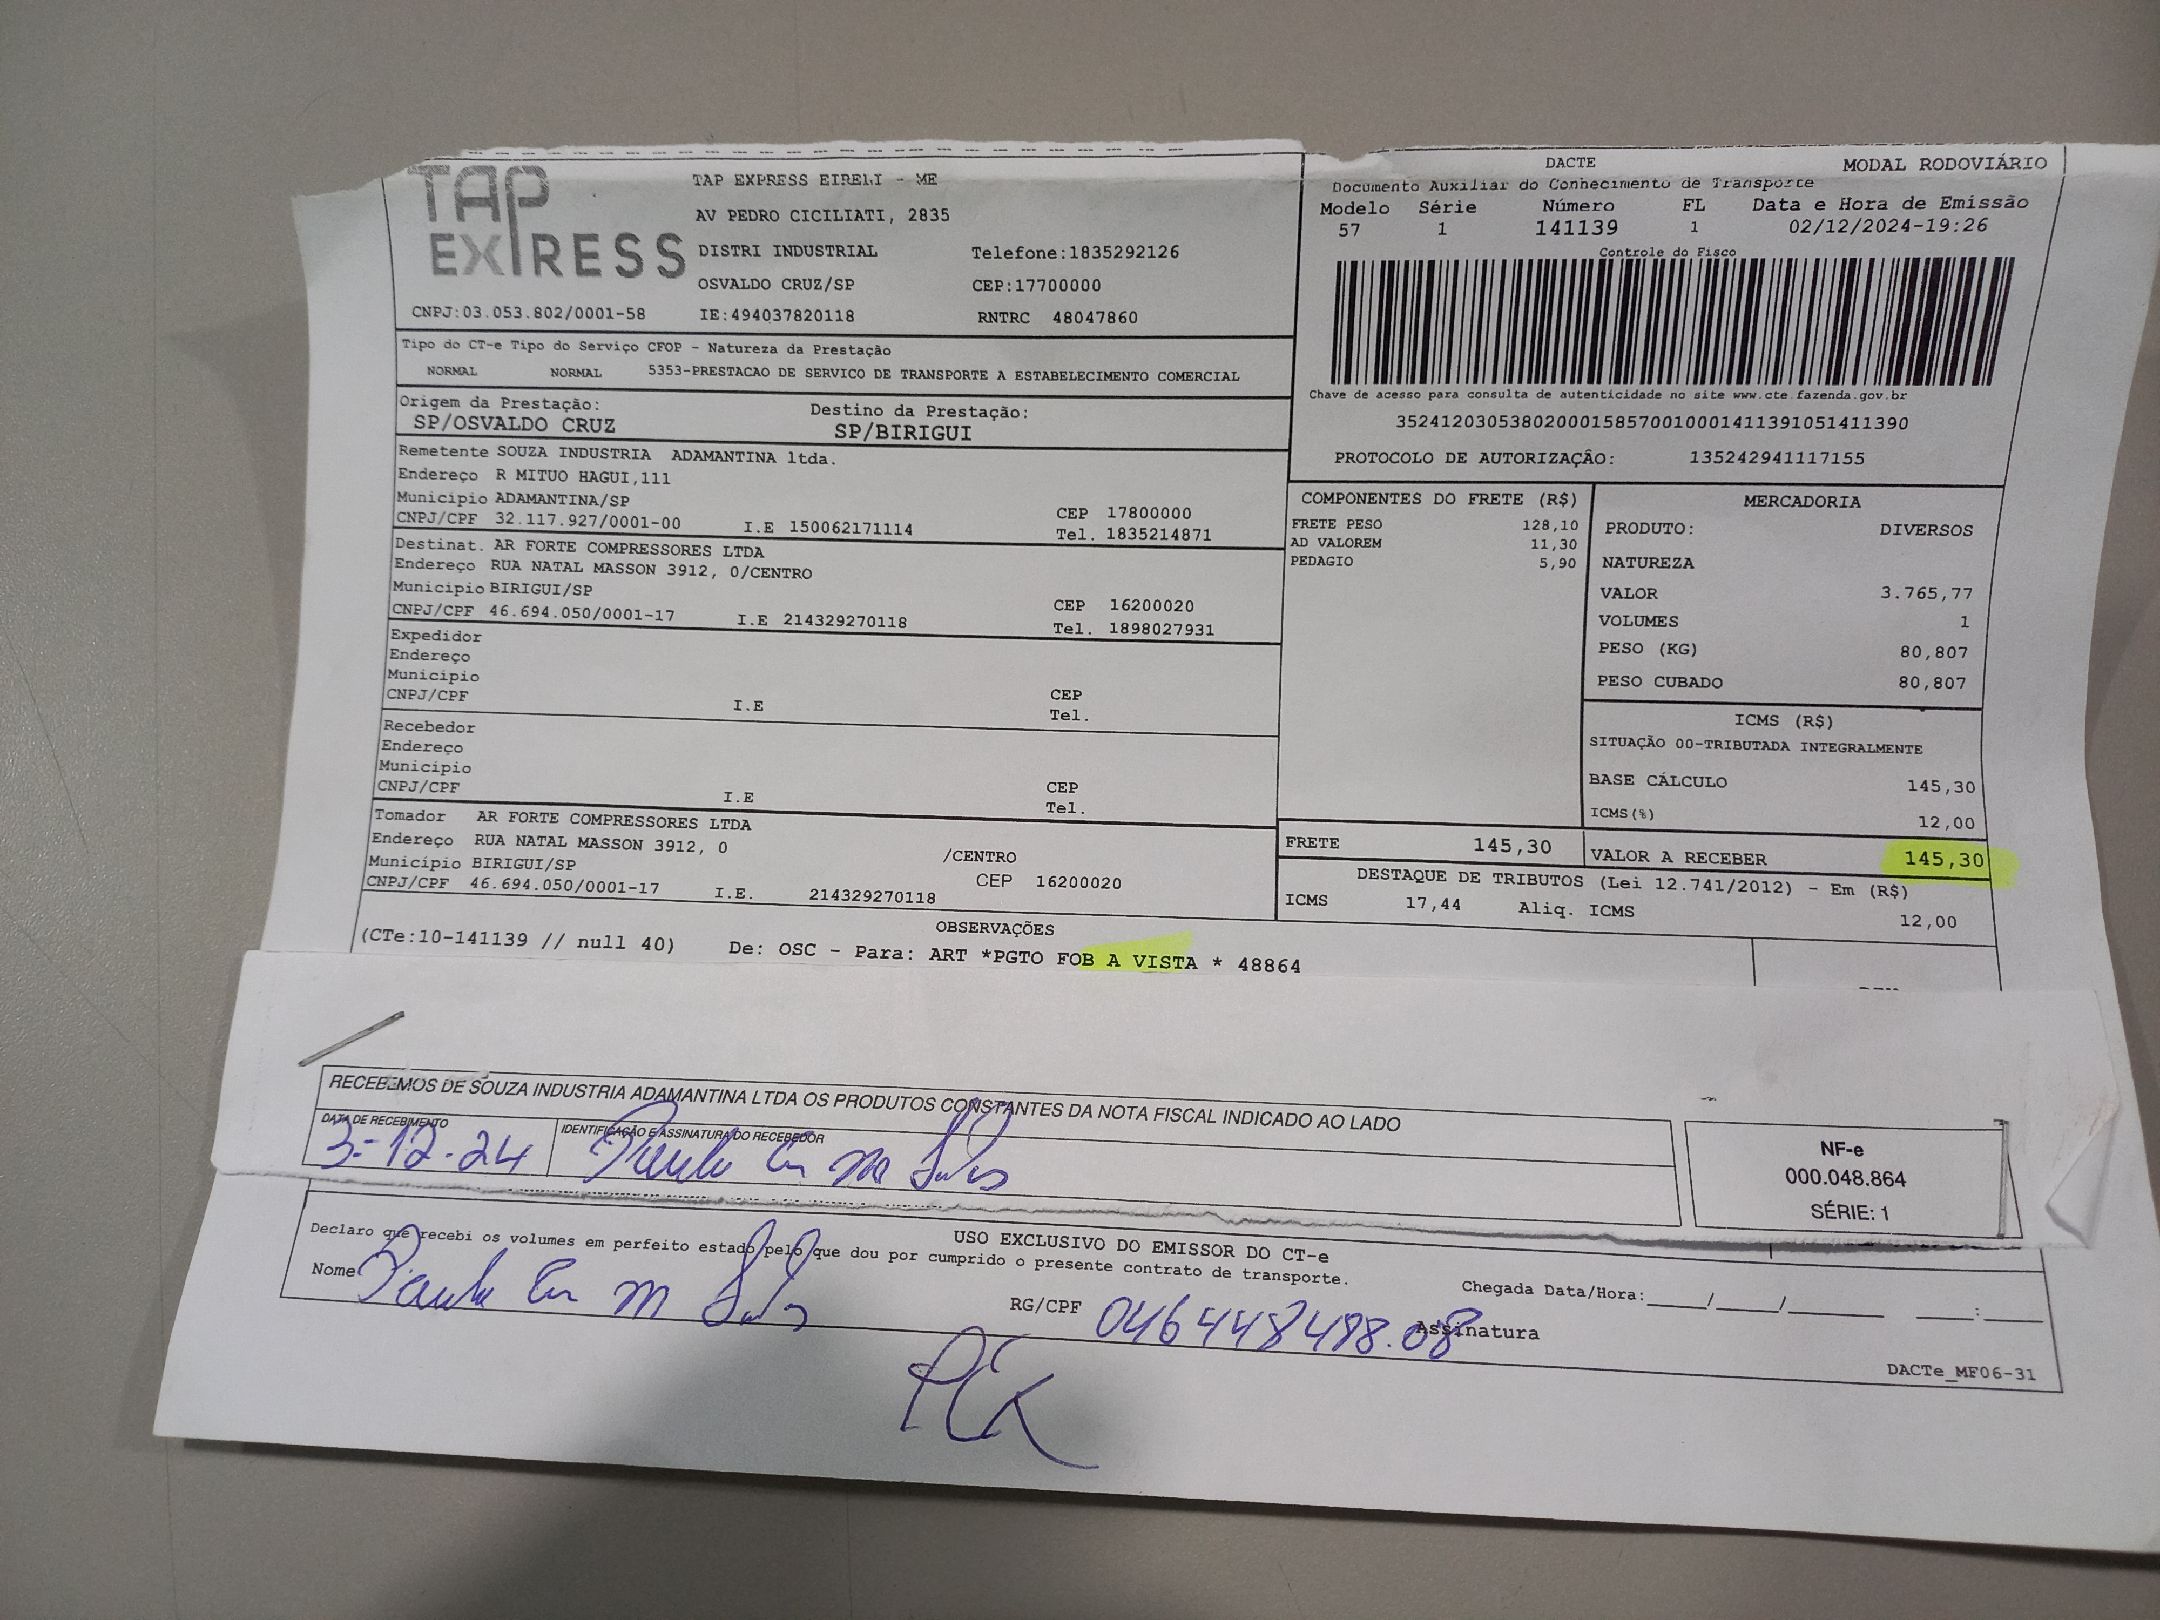 TAP EXPRESS
TAP EXPRESS EIRELI - ME
AV PEDRO CICILIATI, 2835
DISTRI INDUSTRIAL Telefone:1835292126
OSVALDO CRUZ/SP CEP:17700000
CNPJ:03.053.802/0001-58 IE:494037820118 RNTRC 48047860
DACTE MODAL RODOVIÁRIO
Documento Auxiliar do Conhecimento de Transporte
Modelo Série Número FL Data e Hora de Emissão
57 1 141139 1 02/12/2024-19:26
Controle do Fisco
Chave de acesso para consulta de autenticidade no site www.cte.fazenda.gov.br
35241203053802000158570010001411391051411390
PROTOCOLO DE AUTORIZAÇÂO: 135242941117155
Tipo do CT-e Tipo do Serviço CFOP - Natureza da Prestação
NORMAL NORMAL 5353-PRESTACAO DE SERVICO DE TRANSPORTE A ESTABELECIMENTO COMERCIAL
Origem da Prestação: Destino da Prestação:
SP/OSVALDO CRUZ SP/BIRIGUI
Remetente SOUZA INDUSTRIA ADAMANTINA ltda.
Endereço R MITUO HAGUI,111
Município ADAMANTINA/SP CEP 17800000
CNPJ/CPF 32.117.927/0001-00 I.E 150062171114 Tel. 1835214871
Destinat. AR FORTE COMPRESSORES LTDA
Endereço RUA NATAL MASSON 3912, 0/CENTRO
Município BIRIGUI/SP CEP 16200020
CNPJ/CPF 46.694.050/0001-17 I.E 214329270118 Tel. 1898027931
Expedidor
Endereço
Município CEP
CNPJ/CPF I.E Tel.
Recebedor
Endereço
Município CEP
CNPJ/CPF I.E Tel.
Tomador AR FORTE COMPRESSORES LTDA
Endereço RUA NATAL MASSON 3912, 0 /CENTRO
Município BIRIGUI/SP CEP 16200020
CNPJ/CPF 46.694.050/0001-17 I.E. 214329270118
COMPONENTES DO FRETE (R$)
FRETE PESO 128,10
AD VALOREM 11,30
PEDAGIO 5,90
MERCADORIA
PRODUTO: DIVERSOS
NATUREZA
VALOR 3.765,77
VOLUMES 1
PESO (KG) 80,807
PESO CUBADO 80,807
ICMS (R$)
SITUAÇÃO 00-TRIBUTADA INTEGRALMENTE
BASE CÁLCULO 145,30
ICMS(%) 12,00
FRETE 145,30 VALOR A RECEBER 145,30
DESTAQUE DE TRIBUTOS (Lei 12.741/2012) - Em (R$)
ICMS 17,44 Aliq. ICMS 12,00
OBSERVAÇÕES
(CTe:10-141139 // null 40) De: OSC - Para: ART *PGTO FOB A VISTA * 48864
RECEBEMOS DE SOUZA INDUSTRIA ADAMANTINA LTDA OS PRODUTOS CONSTANTES DA NOTA FISCAL INDICADO AO LADO
DATA DE RECEBIMENTO IDENTIFICAÇÃO E ASSINATURA DO RECEBEDOR
3-12-24
NF-e
000.048.864
SÉRIE: 1
USO EXCLUSIVO DO EMISSOR DO CT-e
Declaro que recebi os volumes em perfeito estado pelo que dou por cumprido o presente contrato de transporte.
Nome RG/CPF 046448498.08 Assinatura
Chegada Data/Hora:____/____/______ ____:____
DACTe_MF06-31